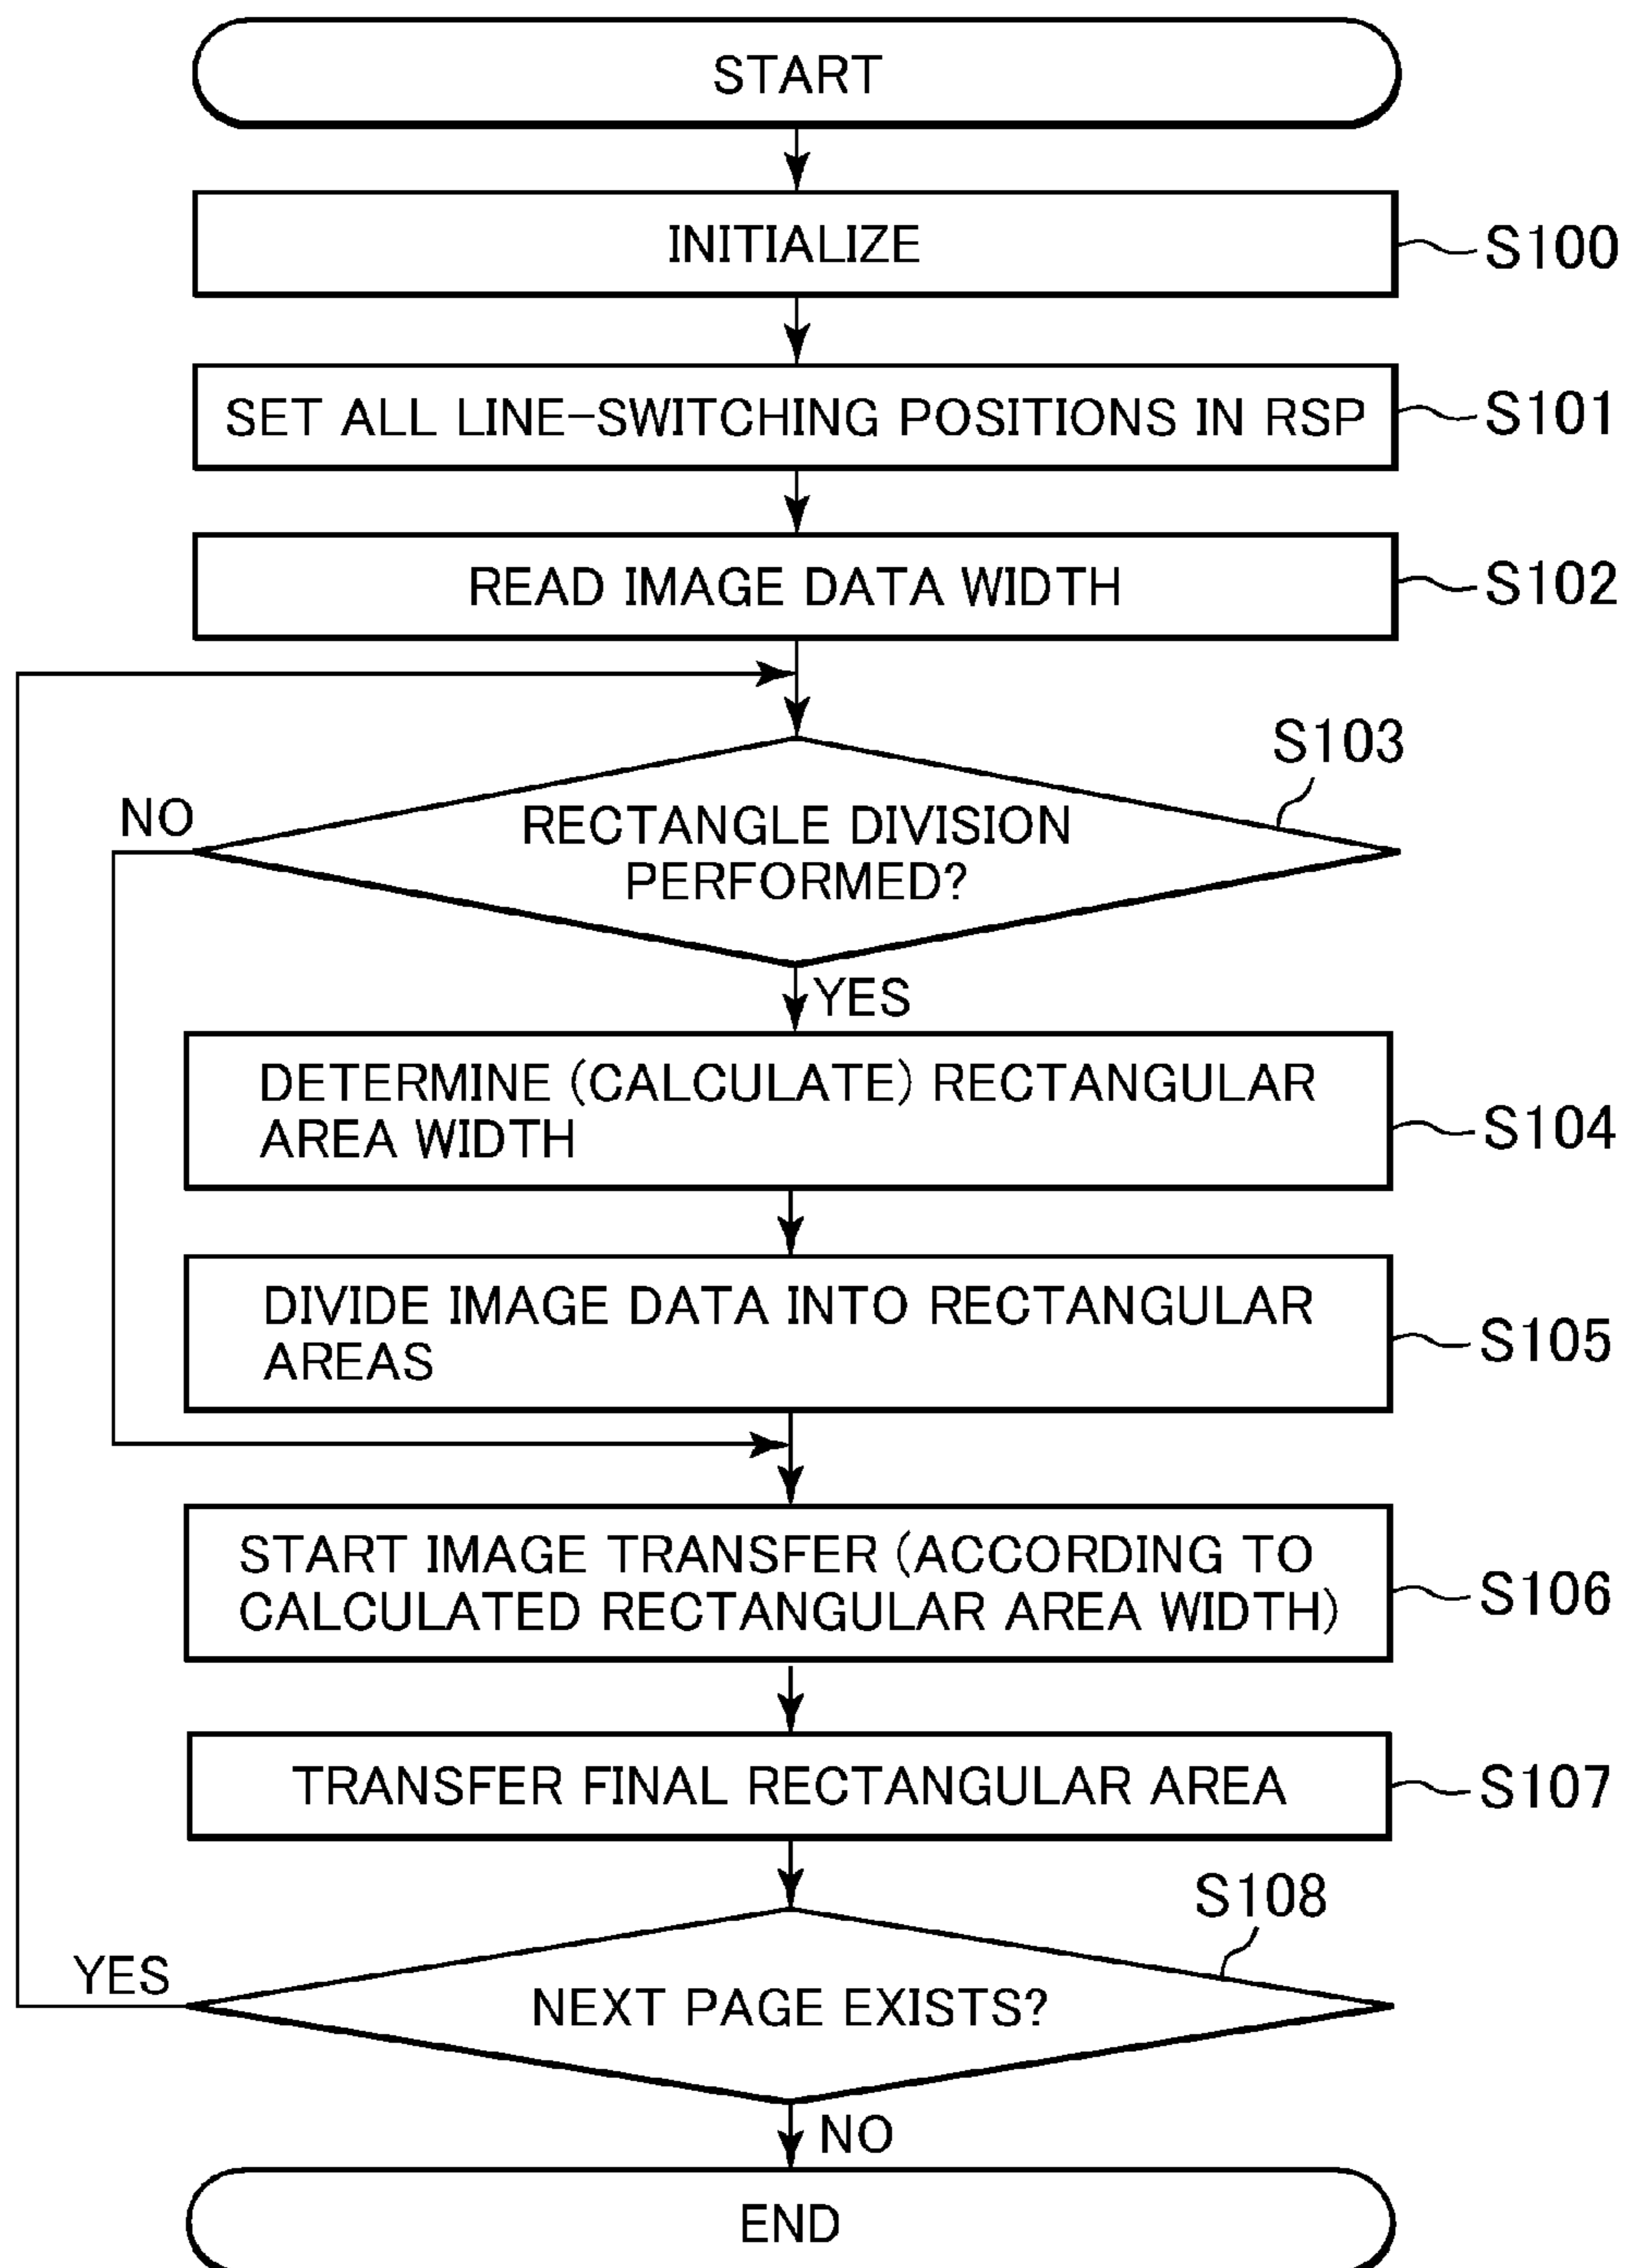 START
INITIALIZE
S100
SET ALL LINE-SWITCHING POSITIONS IN RSP
S101
READ IMAGE DATA WIDTH
S102
S103
NO
RECTANGLE DIVISION
PERFORMED?
YES
DETERMINE (CALCULATE) RECTANGULAR
AREA WIDTH
S104
DIVIDE IMAGE DATA INTO RECTANGULAR
AREAS
S105
START IMAGE TRANSFER (ACCORDING TO
CALCULATED RECTANGULAR AREA WIDTH)
S106
TRANSFER FINAL RECTANGULAR AREA
S107
S108
YES
NEXT PAGE EXISTS?
NO
END